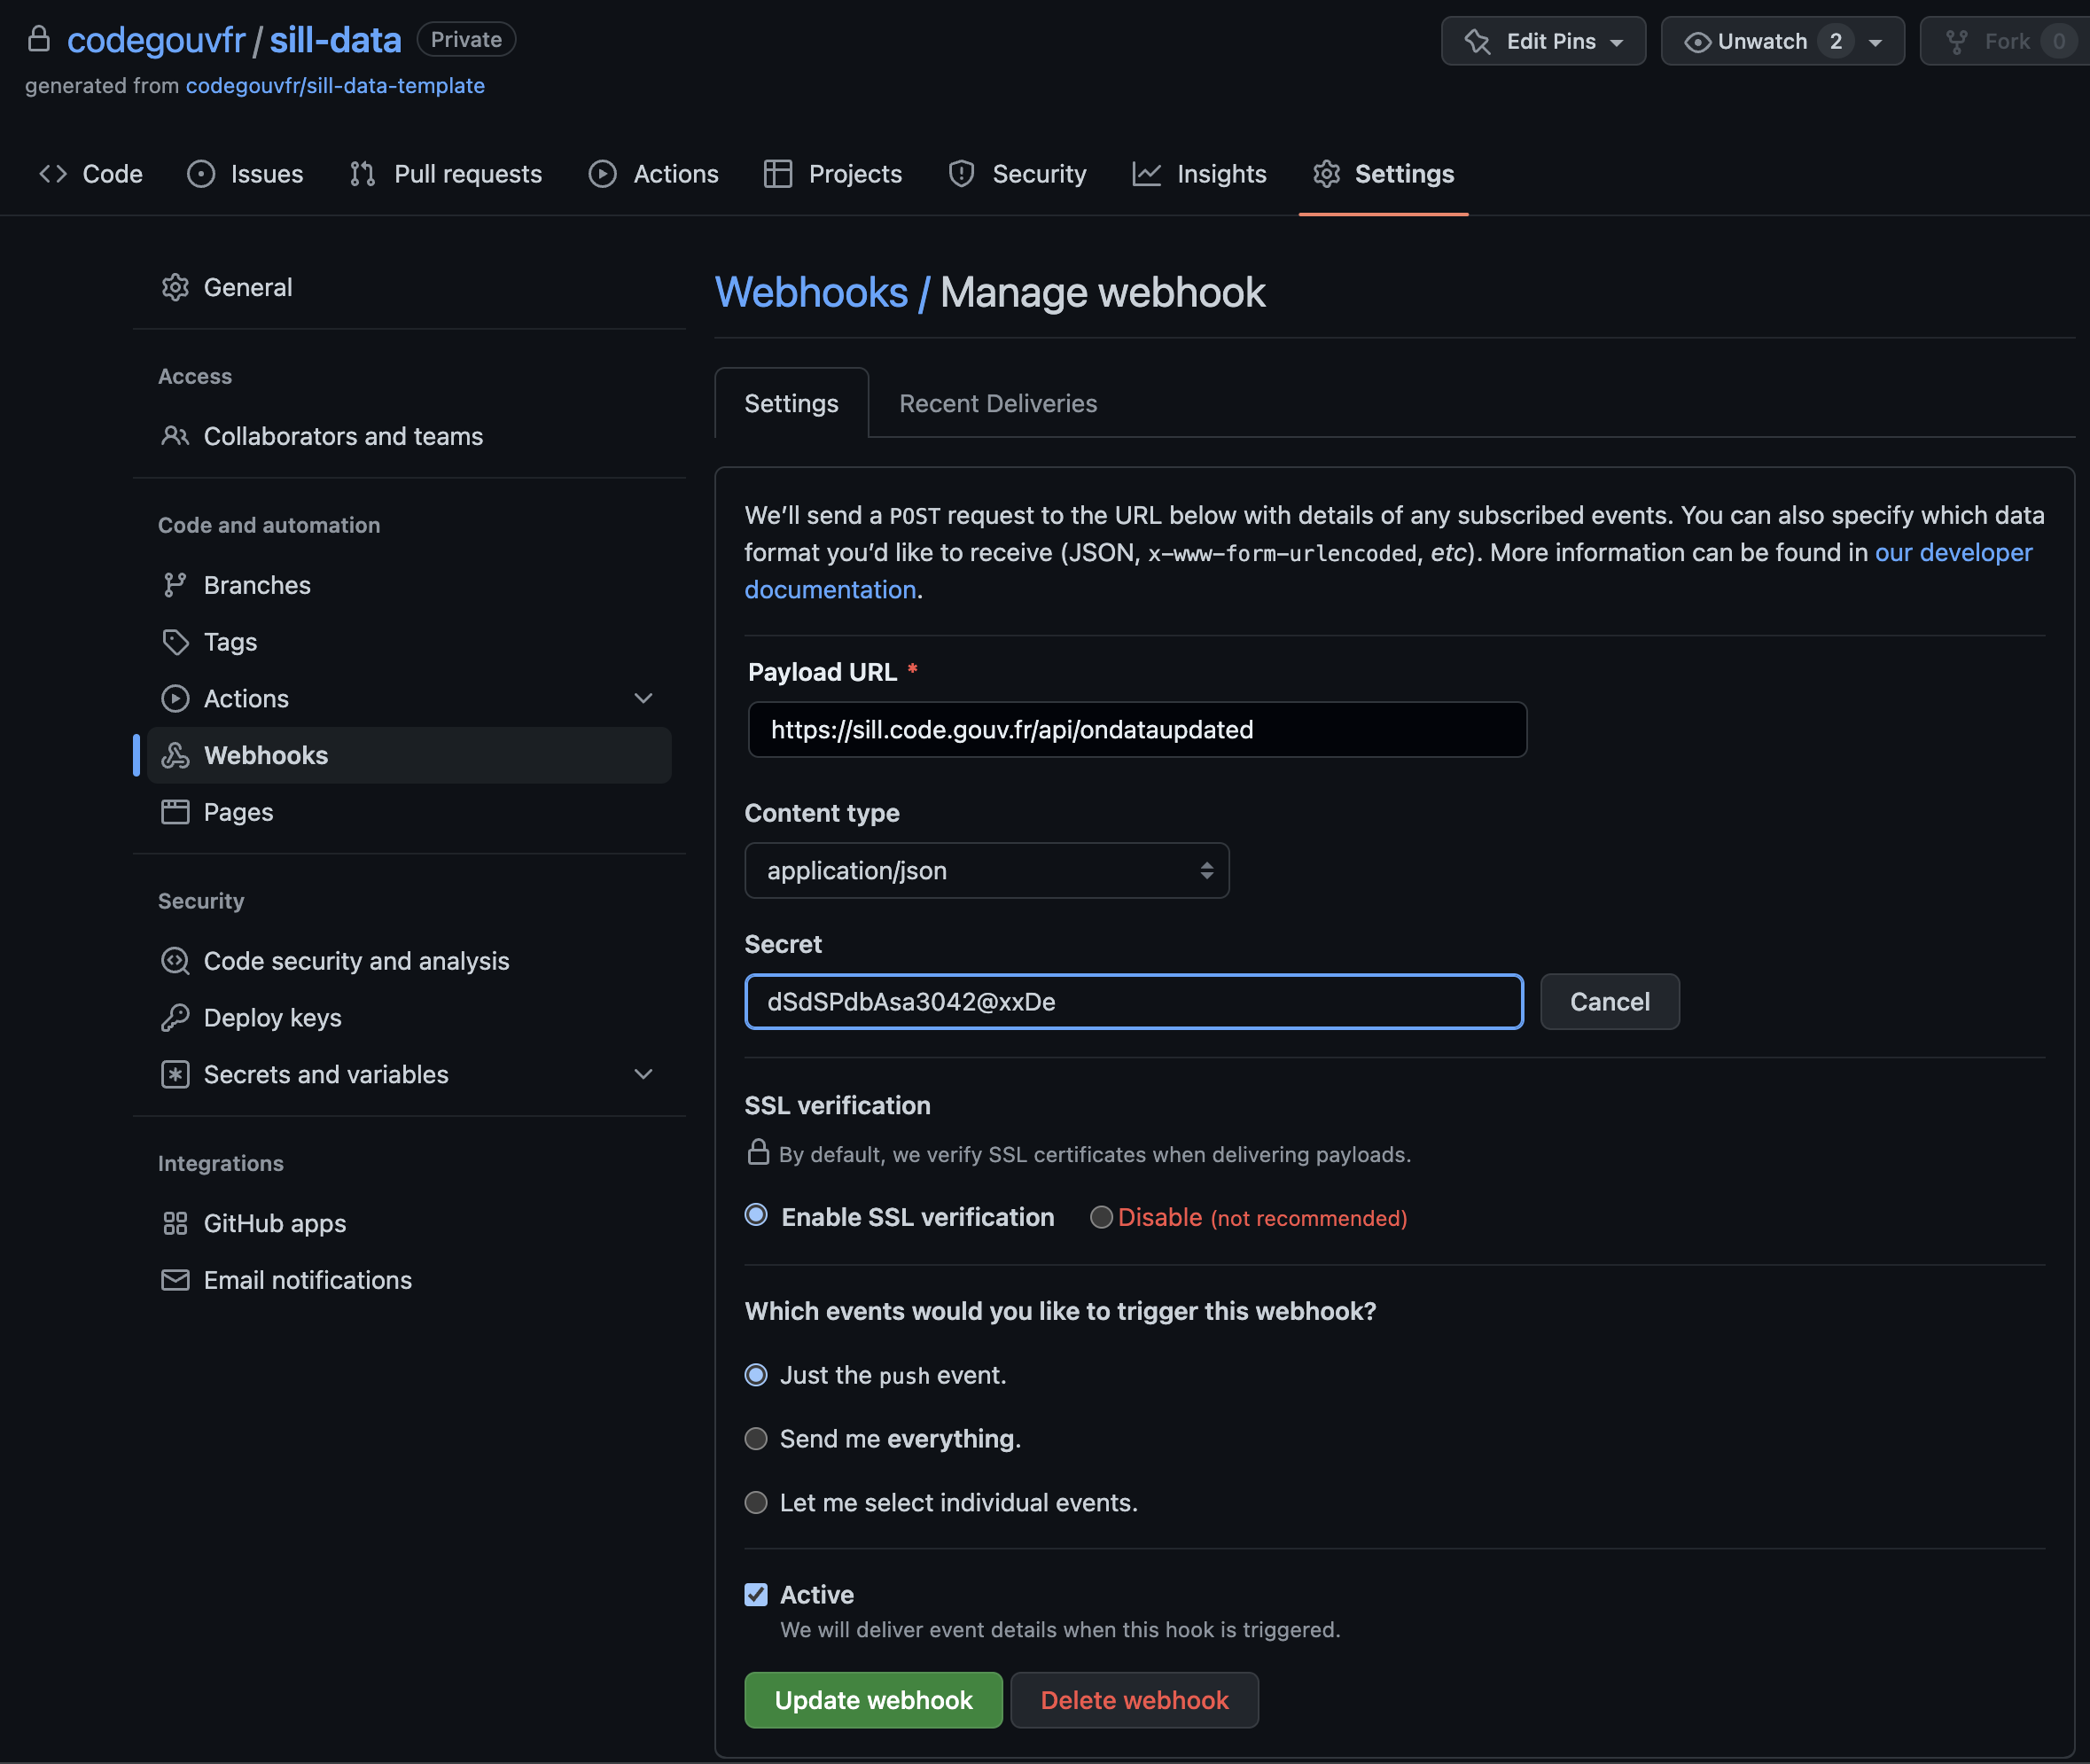 codegouvfr / sill-data Private
Edit Pins
Unwatch 2
Fork 0
generated from codegouvfr/sill-data-template
Code
Issues
Pull requests
Actions
Projects
Security
Insights
Settings
General
Access
Collaborators and teams
Code and automation
Branches
Tags
Actions
Webhooks
Pages
Security
Code security and analysis
Deploy keys
Secrets and variables
Integrations
GitHub apps
Email notifications
Webhooks / Manage webhook
Settings
Recent Deliveries
We’ll send a POST request to the URL below with details of any subscribed events. You can also specify which data
format you’d like to receive (JSON, x-www-form-urlencoded, etc). More information can be found in our developer
documentation.
Payload URL *
https://sill.code.gouv.fr/api/ondataupdated
Content type
application/json
Secret
dSdSPdbAsa3042@xxDe
Cancel
SSL verification
By default, we verify SSL certificates when delivering payloads.
Enable SSL verification
Disable (not recommended)
Which events would you like to trigger this webhook?
Just the push event.
Send me everything.
Let me select individual events.
Active
We will deliver event details when this hook is triggered.
Update webhook
Delete webhook